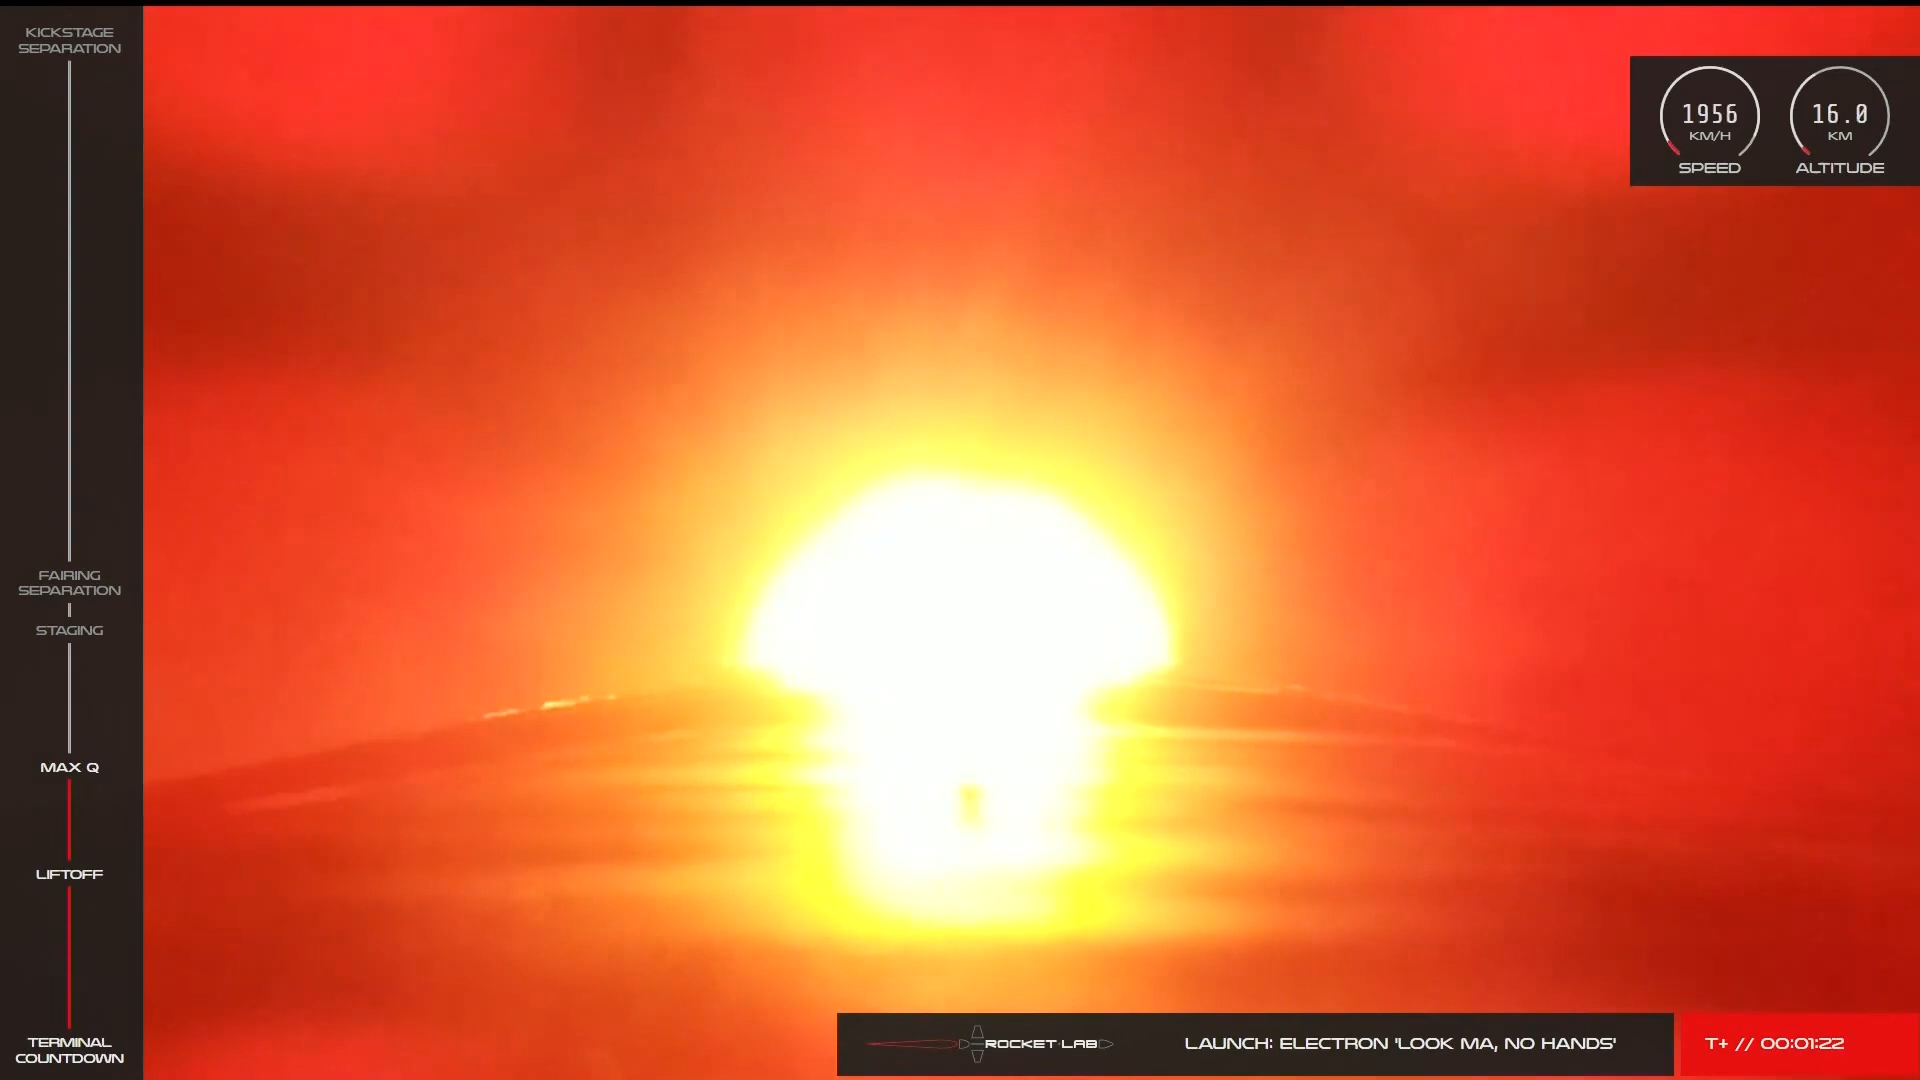 KICKSTAGE
SEPARATION
FAIRING
SEPARATION
STAGING
MAX Q
LIFTOFF
TERMINAL
COUNTDOWN
1956
KM/H
SPEED
16.0
KM
ALTITUDE
ROCKET LAB
LAUNCH: ELECTRON 'LOOK MA, NO HANDS'
T+ // 00:01:22